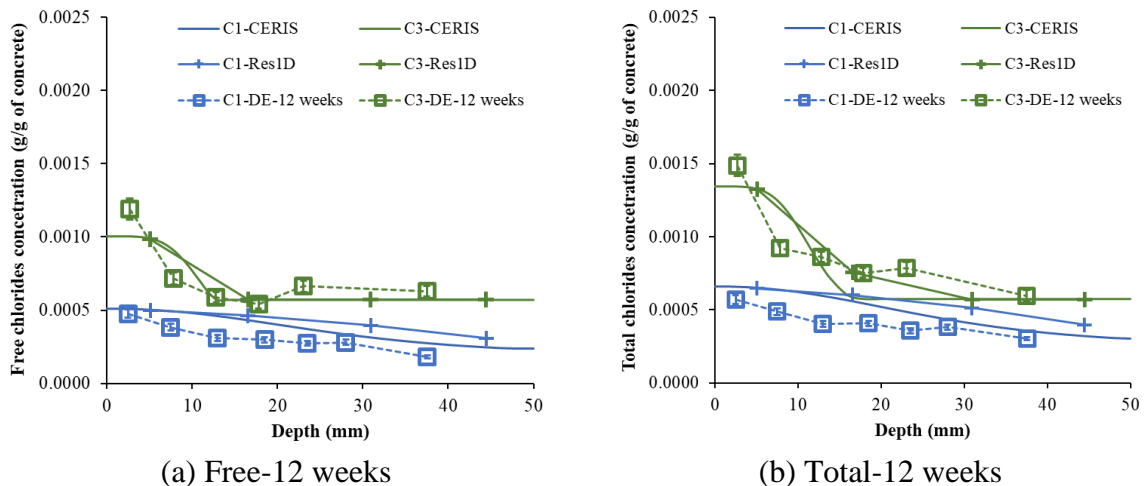 Free chlorides concetration (g/g of concrete)
0.0025
0.0020
0.0015
0.0010
0.0005
0.0000
C1-CERIS
C3-CERIS
C1-Res1D
C3-Res1D
C1-DE-12 weeks
C3-DE-12 weeks
0 10 20 30 40 50
Depth (mm)
(a) Free-12 weeks
Total chlorides concetration (g/g of concrete)
0.0025
0.0020
0.0015
0.0010
0.0005
0.0000
C1-CERIS
C3-CERIS
C1-Res1D
C3-Res1D
C1-DE-12 weeks
C3-DE-12 weeks
0 10 20 30 40 50
Depth (mm)
(b) Total-12 weeks